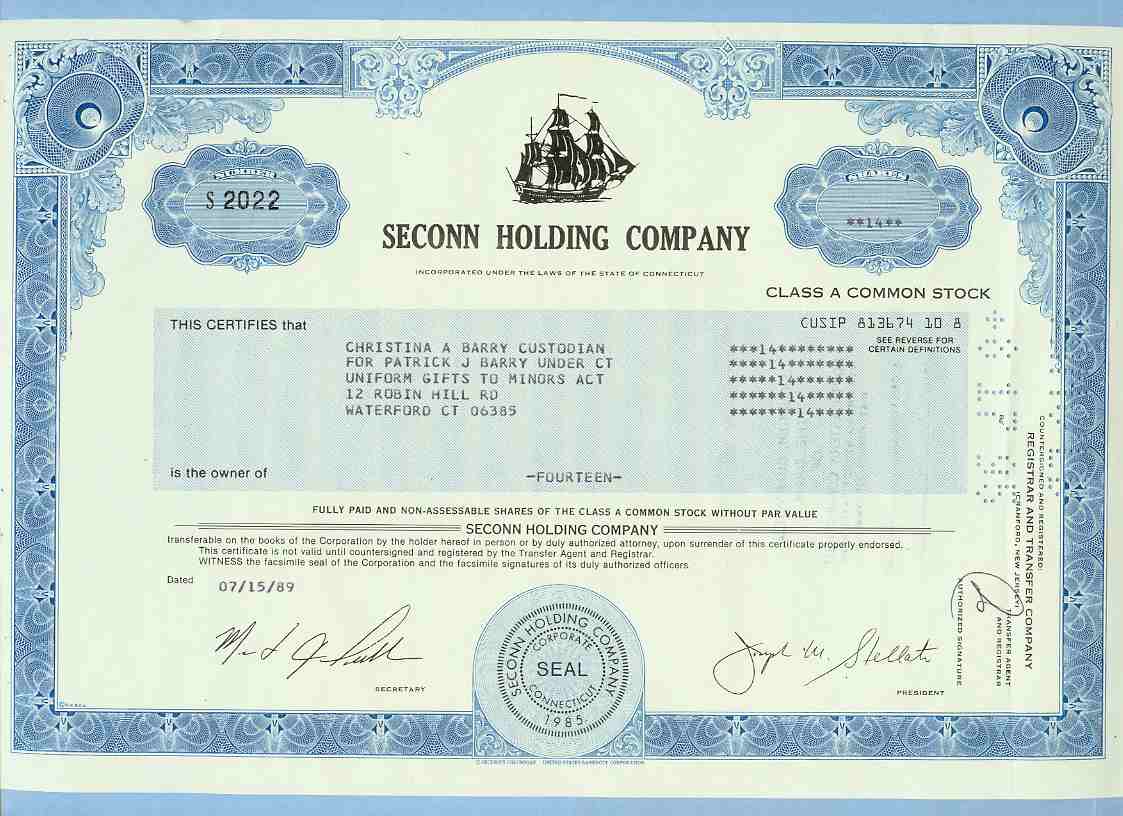 NUMBER
SHARES
S 2022
**14**
SECONN HOLDING COMPANY
INCORPORATED UNDER THE LAWS OF THE STATE OF CONNECTICUT
CLASS A COMMON STOCK
THIS CERTIFIES that
CUSIP 813674 10 8
SEE REVERSE FOR
CERTAIN DEFINITIONS
CHRISTINA A BARRY CUSTODIAN
FOR PATRICK J BARRY UNDER CT
UNIFORM GIFTS TO MINORS ACT
12 ROBIN HILL RD
WATERFORD CT 06385
***14********
****14*******
*****14******
******14*****
*******14****
is the owner of
-FOURTEEN-
FULLY PAID AND NON-ASSESSABLE SHARES OF THE CLASS A COMMON STOCK WITHOUT PAR VALUE
SECONN HOLDING COMPANY
transferable on the books of the Corporation by the holder hereof in person or by duly authorized attorney, upon surrender of this certificate properly endorsed.
This certificate is not valid until countersigned and registered by the Transfer Agent and Registrar.
WITNESS the facsimile seal of the Corporation and the facsimile signatures of its duly authorized officers.
Dated 07/15/89
SECRETARY
SECONN HOLDING COMPANY
CORPORATE
SEAL
CONNECTICUT
1985
Joseph M. Stellato
PRESIDENT
COUNTERSIGNED AND REGISTERED:
REGISTRAR AND TRANSFER COMPANY
(CRANFORD, NEW JERSEY)
BY
TRANSFER AGENT
AND REGISTRAR
AUTHORIZED SIGNATURE